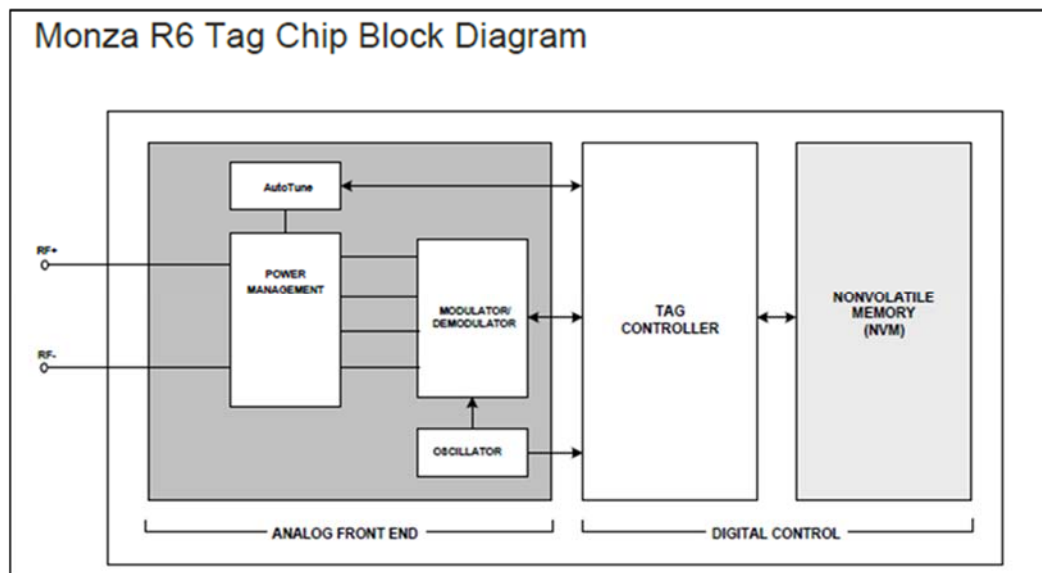 Monza R6 Tag Chip Block Diagram
AutoTune
RF+
POWER
MANAGEMENT
MODULATOR/
DEMODULATOR
RF-
OSCILLATOR
TAG
CONTROLLER
NONVOLATILE
MEMORY
(NVM)
ANALOG FRONT END
DIGITAL CONTROL